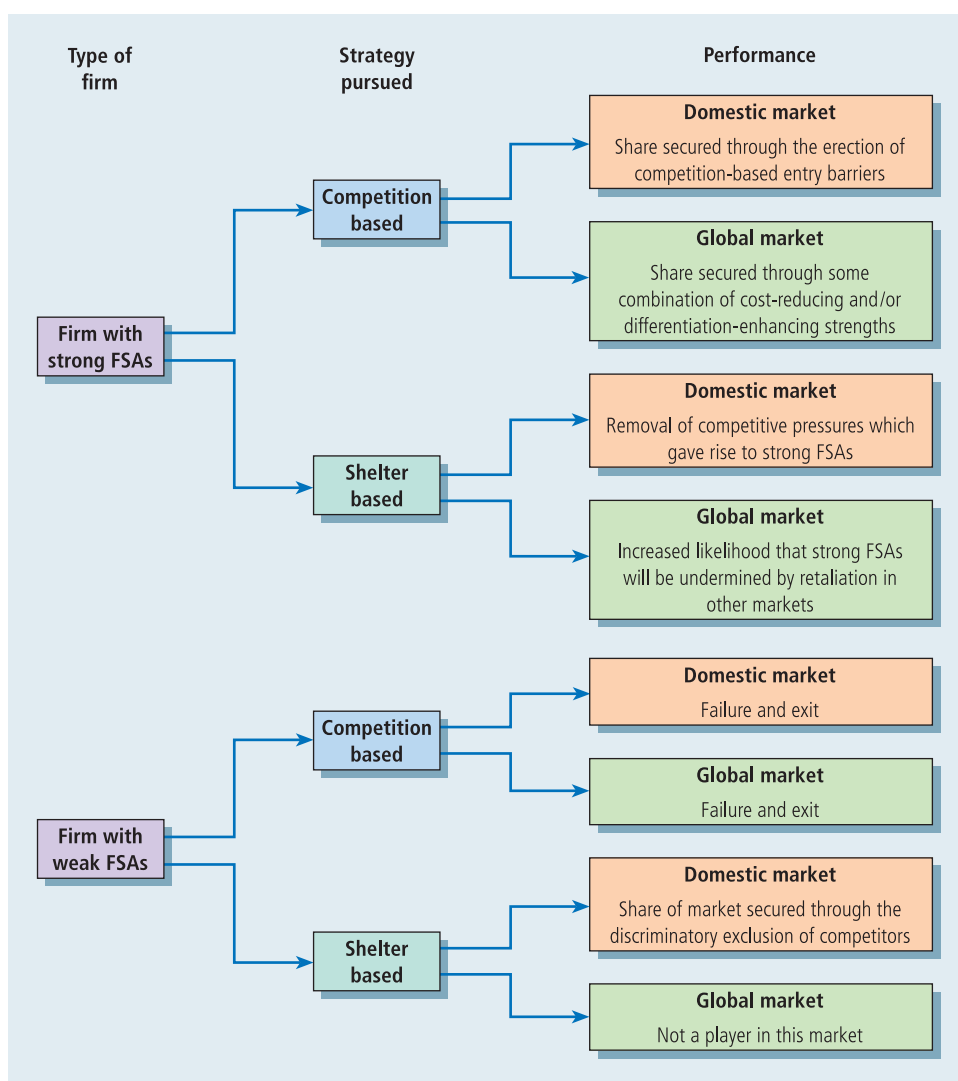 Type of
firm
Strategy
pursued
Performance
Domestic market
Share secured through the erection of
competition-based entry barriers
Competition
based
Global market
Share secured through some
combination of cost-reducing and/or
differentiation-enhancing strengths
Firm with
strong FSAs
Domestic market
Removal of competitive pressures which
gave rise to strong FSAs
Shelter
based
Global market
Increased likelihood that strong FSAs
will be undermined by retaliation in
other markets
Domestic market
Failure and exit
Competition
based
Global market
Failure and exit
Firm with
weak FSAs
Domestic market
Share of market secured through the
discriminatory exclusion of competitors
Shelter
based
Global market
Not a player in this market